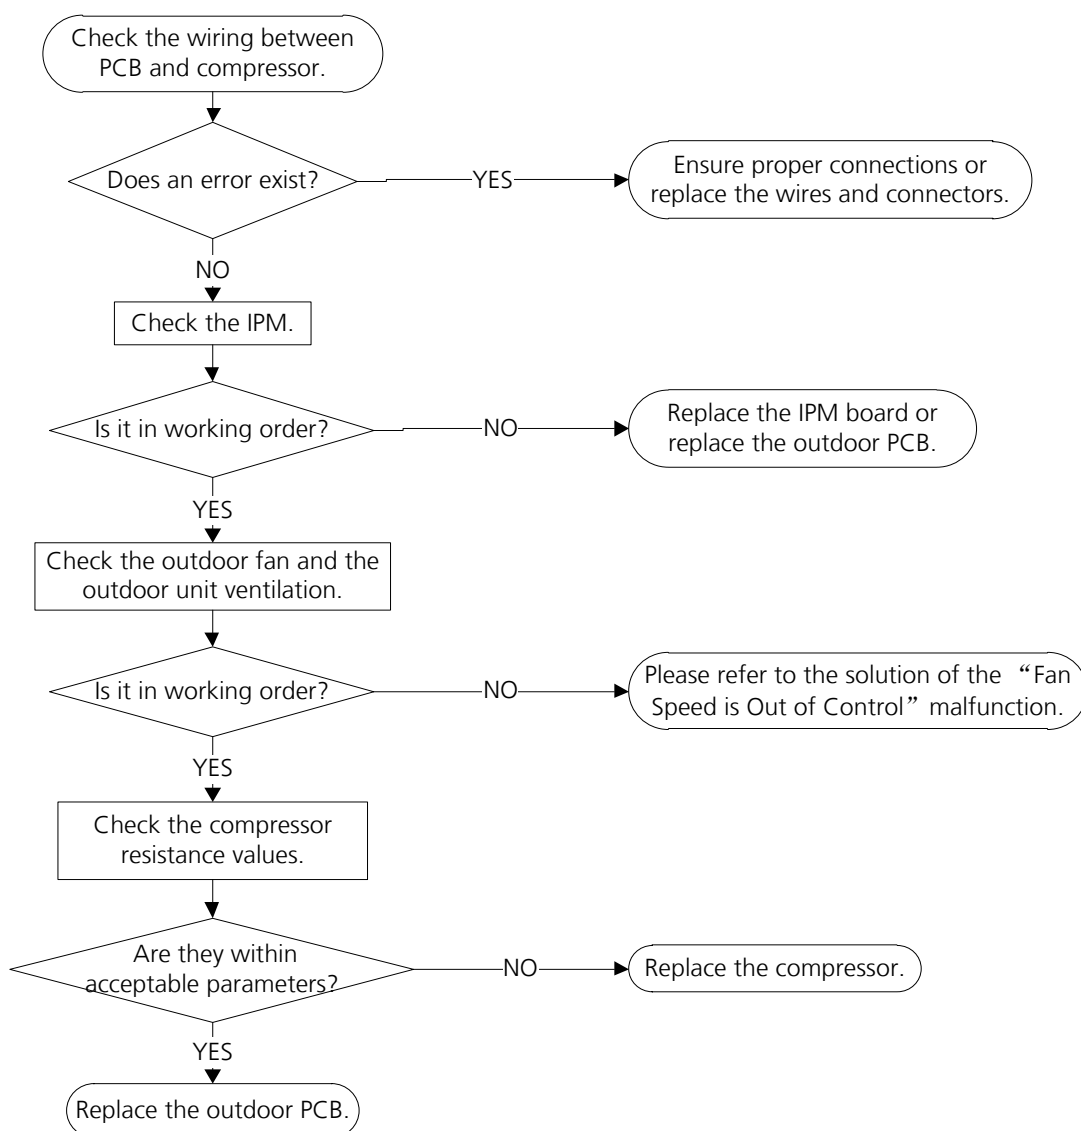 Check the wiring between
PCB and compressor.
Does an error exist?
YES
Ensure proper connections or
replace the wires and connectors.
NO
Check the IPM.
Is it in working order?
NO
Replace the IPM board or
replace the outdoor PCB.
YES
Check the outdoor fan and the
outdoor unit ventilation.
Is it in working order?
NO
Please refer to the solution of the “Fan
Speed is Out of Control” malfunction.
YES
Check the compressor
resistance values.
Are they within
acceptable parameters?
NO
Replace the compressor.
YES
Replace the outdoor PCB.